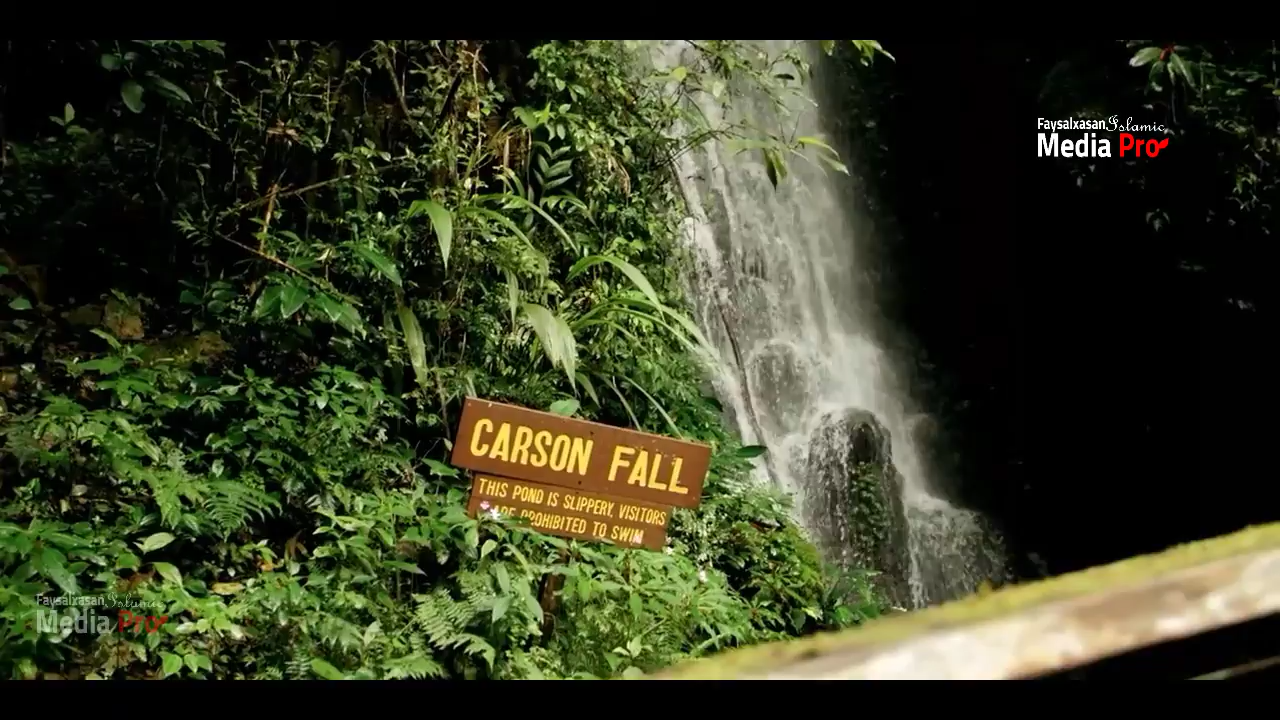 Faysalxasan Islamic
Media Pro
CARSON FALL
THIS POND IS SLIPPERY, VISITORS
ARE PROHIBITED TO SWIM
Faysalxasan Islamic
Media Pro